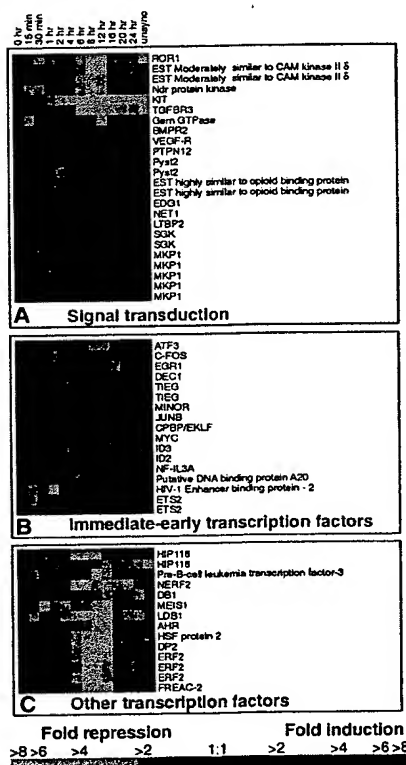 0 hr
15 min
30 min
1 hr
2 hr
4 hr
6 hr
8 hr
12 hr
16 hr
20 hr
24 hr
unsync
ROR1
EST Moderately similar to CAM kinase II δ
EST Moderately similar to CAM kinase II δ
Ndr protein kinase
KIT
TGFBR3
Gem GTPase
BMPR2
VEGF-R
PTPN12
Pyst2
Pyst2
EST highly similar to opioid binding protein
EST highly similar to opioid binding protein
EDG1
NET1
LTBP2
SGK
SGK
MKP1
MKP1
MKP1
MKP1
MKP1
A Signal transduction
ATF3
C-FOS
EGR1
DEC1
TIEG
TIEG
MINOR
JUNB
CPBP/EKLF
MYC
ID3
ID2
NF-IL3A
Putative DNA binding protein A20
HIV-1 Enhancer binding protein - 2
ETS2
ETS2
B Immediate-early transcription factors
HIP116
HIP116
Pre-B-cell leukemia transcription factor-3
NERF2
DB1
MEIS1
LDB1
AHR
HSF protein 2
DP2
ERF2
ERF2
ERF2
FREAC-2
C Other transcription factors
Fold repression Fold induction
>8 >6 >4 >2 1:1 >2 >4 >6 >8